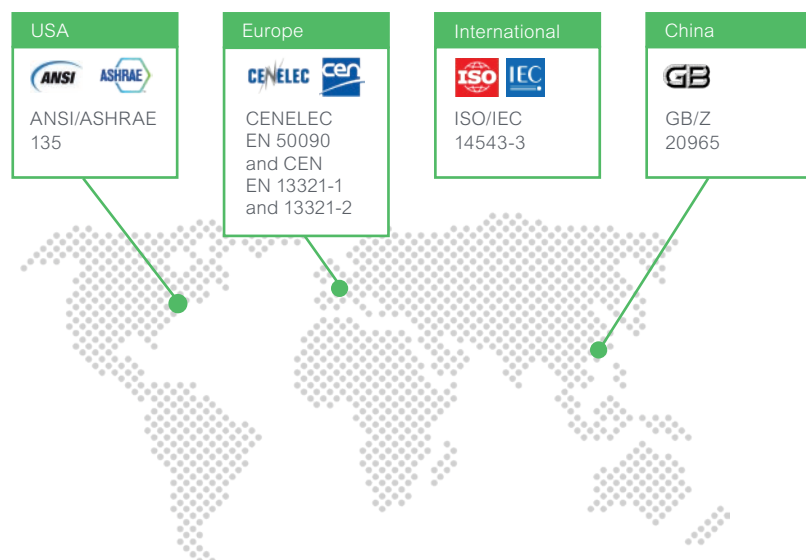 USA
ANSI
ASHRAE
ANSI/ASHRAE
135
Europe
CENELEC
cen
CENELEC
EN 50090
and CEN
EN 13321-1
and 13321-2
International
ISO
IEC
ISO/IEC
14543-3
China
GB
GB/Z
20965